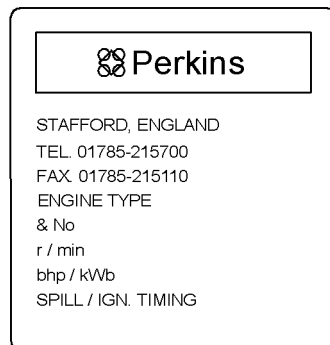 Perkins
STAFFORD, ENGLAND
TEL. 01785-215700
FAX. 01785-215110
ENGINE TYPE
& No
r / min
bhp / kWb
SPILL / IGN. TIMING